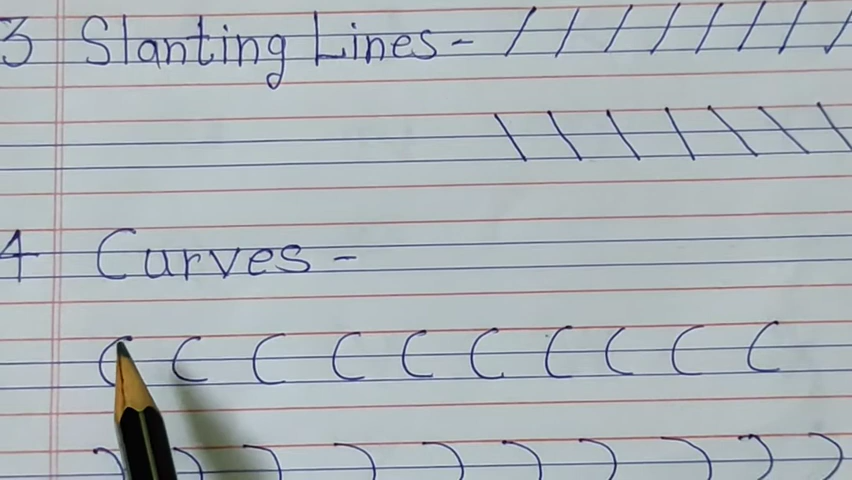 3 Slanting Lines - / / / / / / / /
\ \ \ \ \ \ \
4 Curves -
( ( ( ( ( ( ( ( ( (
) ) ) ) ) ) ) ) ) )